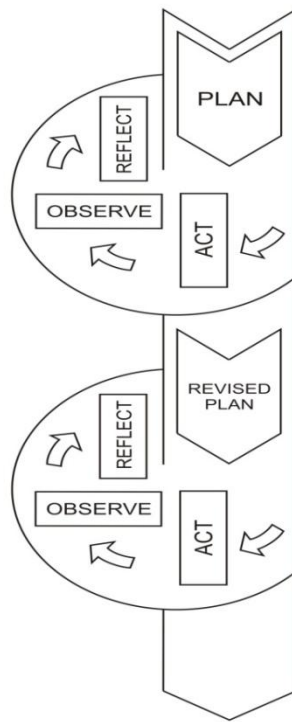 PLAN
REFLECT
OBSERVE
ACT
REVISED
PLAN
REFLECT
OBSERVE
ACT